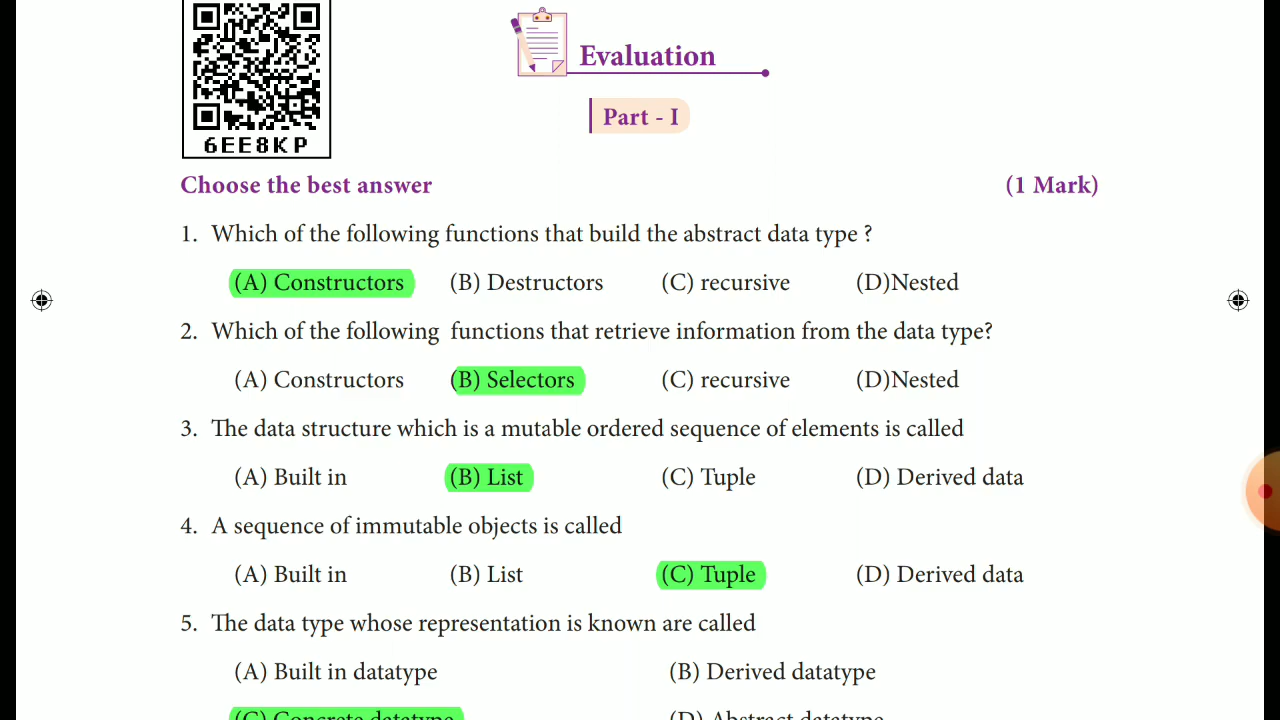 6EE8KP
Evaluation
Part - I
Choose the best answer (1 Mark)
1. Which of the following functions that build the abstract data type ?
(A) Constructors (B) Destructors (C) recursive (D)Nested
2. Which of the following functions that retrieve information from the data type?
(A) Constructors (B) Selectors (C) recursive (D)Nested
3. The data structure which is a mutable ordered sequence of elements is called
(A) Built in (B) List (C) Tuple (D) Derived data
4. A sequence of immutable objects is called
(A) Built in (B) List (C) Tuple (D) Derived data
5. The data type whose representation is known are called
(A) Built in datatype (B) Derived datatype
(C) Concrete datatype (D) Abstract datatype